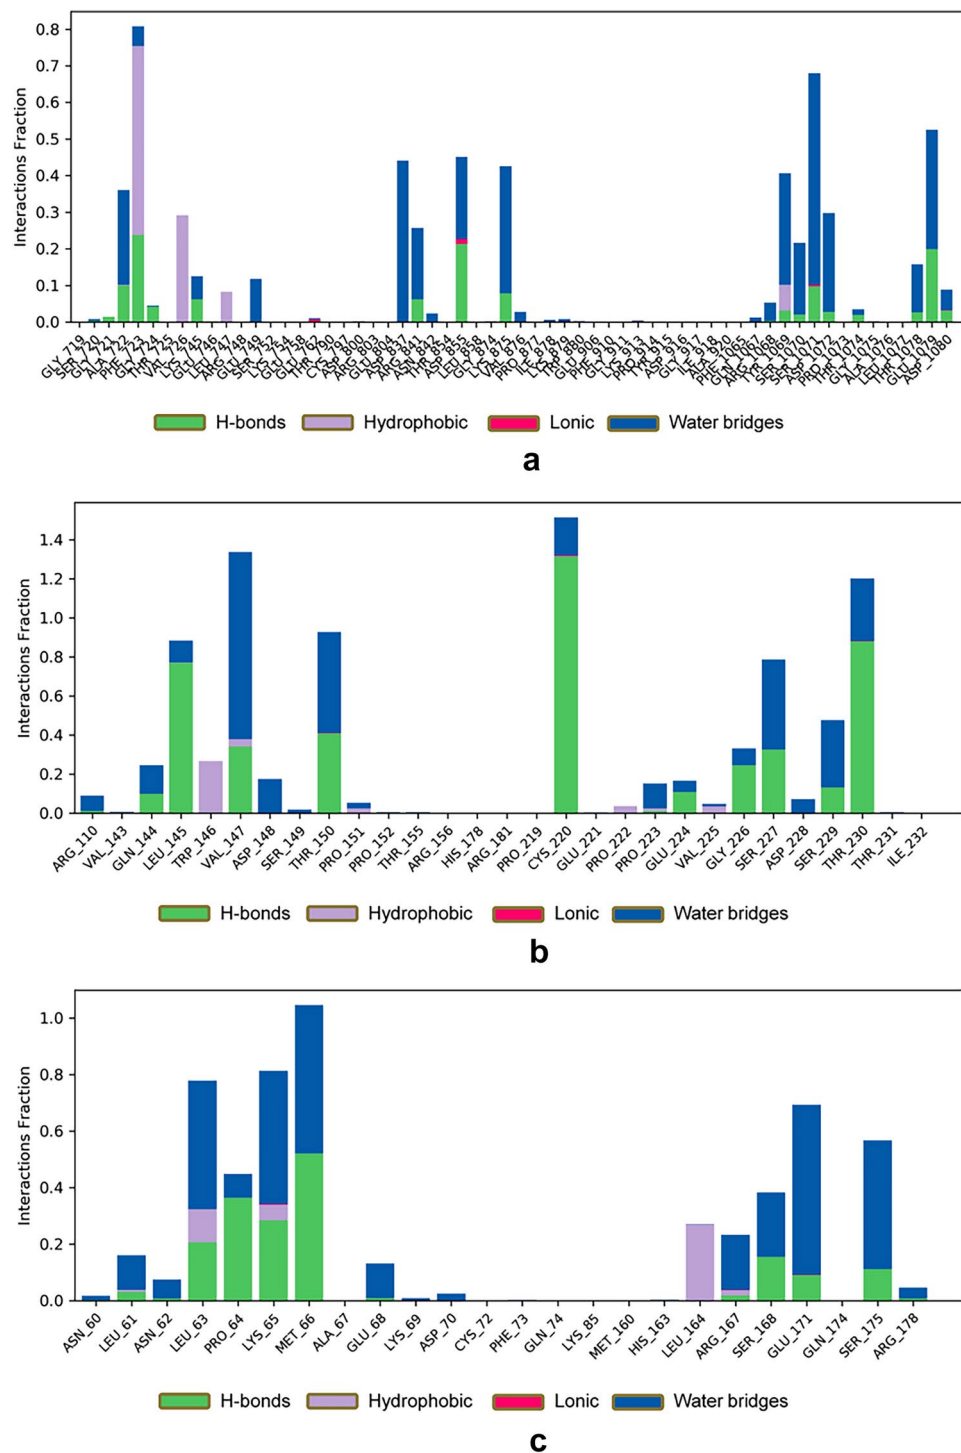 Interactions Fraction
0.8
0.7
0.6
0.5
0.4
0.3
0.2
0.1
0.0
GLY_719
SER_720
GLY_721
ALA_722
PHE_723
GLY_724
THR_725
VAL_726
LYS_745
GLU_746
LEU_747
ARG_748
GLU_749
SER_752
LYS_754
GLU_758
GLU_762
THR_790
CYS_797
ASP_800
ARG_803
GLU_804
ASP_837
ARG_841
ASN_842
THR_854
ASP_855
LEU_858
GLY_874
VAL_876
PRO_877
ILE_878
LYS_879
TRP_880
GLU_906
PHE_910
GLY_911
LYS_913
PRO_914
TYR_915
ASP_916
GLY_917
ILE_918
ALA_920
PHE_1065
GLN_1067
ARG_1068
TYR_1069
SER_1070
SER_1071
ASP_1072
PRO_1073
THR_1074
GLY_1075
ALA_1076
LEU_1077
THR_1078
GLU_1079
ASP_1080
H-bonds Hydrophobic Lonic Water bridges
a
Interactions Fraction
1.4
1.2
1.0
0.8
0.6
0.4
0.2
0.0
ARG_110
VAL_143
GLN_144
LEU_145
TRP_146
VAL_147
ASP_148
SER_149
THR_150
PRO_151
PRO_152
THR_155
ARG_156
HIS_178
ARG_181
PRO_219
CYS_220
GLU_221
PRO_222
PRO_223
GLU_224
VAL_225
GLY_226
SER_227
ASP_228
SER_229
THR_230
THR_231
ILE_232
H-bonds Hydrophobic Lonic Water bridges
b
Interactions Fraction
1.0
0.8
0.6
0.4
0.2
0.0
ASN_60
LEU_61
ASN_62
LEU_63
PRO_64
LYS_65
MET_66
ALA_67
GLU_68
LYS_69
ASP_70
CYS_72
PHE_73
GLN_74
LYS_85
MET_160
HIS_163
LEU_164
ARG_167
SER_168
GLU_171
GLN_174
SER_175
ARG_178
H-bonds Hydrophobic Lonic Water bridges
c